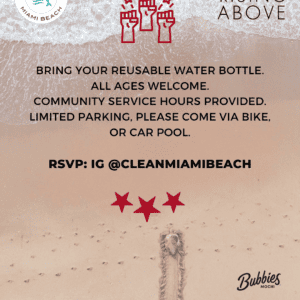 MIAMI BEACH
ABOVE
BRING YOUR REUSABLE WATER BOTTLE.
ALL AGES WELCOME.
COMMUNITY SERVICE HOURS PROVIDED.
LIMITED PARKING, PLEASE COME VIA BIKE,
OR CAR POOL.
RSVP: IG @CLEANMIAMIBEACH
Bubbies